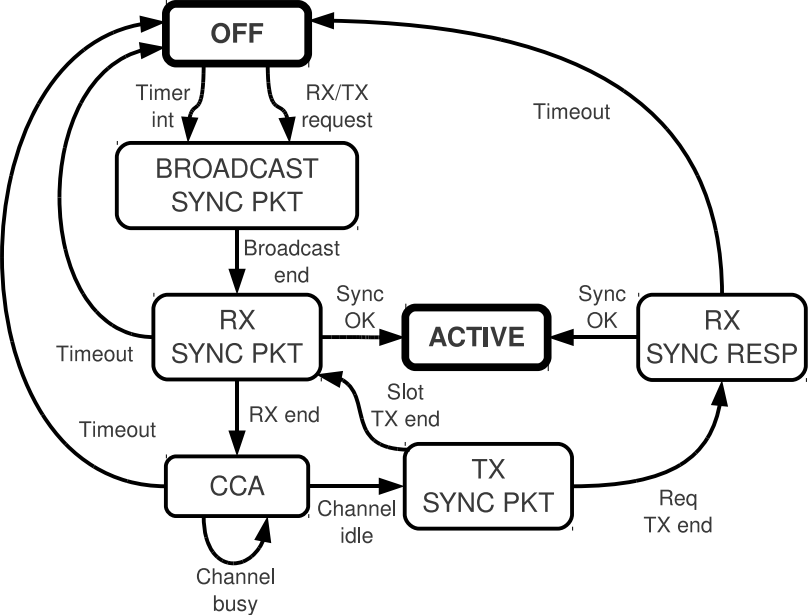 OFF
Timer
int
RX/TX
request
Timeout
BROADCAST
SYNC PKT
Broadcast
end
RX
SYNC PKT
Sync
OK
ACTIVE
Sync
OK
RX
SYNC RESP
Timeout
RX end
Slot
TX end
Timeout
CCA
Channel
idle
TX
SYNC PKT
Req
TX end
Channel
busy